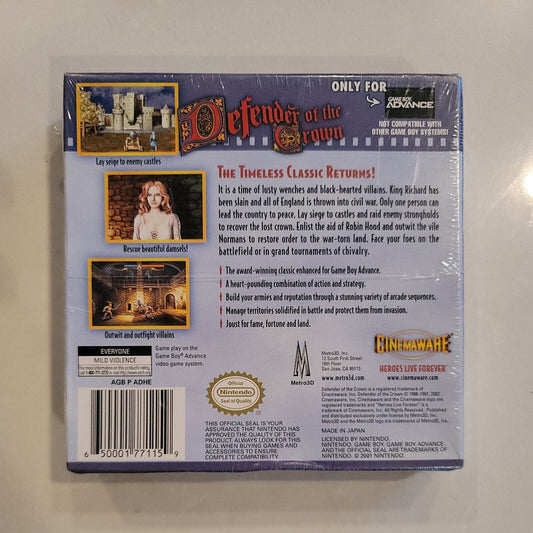 ONLY FOR
GAME BOY
ADVANCE
NOT COMPATIBLE WITH
OTHER GAME BOY SYSTEMS!
Defender of the
Crown
Lay seige to enemy castles
Rescue beautiful damsels!
Outwit and outfight villains
THE TIMELESS CLASSIC RETURNS!
It is a time of lusty wenches and black-hearted villains. King Richard has
been slain and all of England is thrown into civil war. Only one person can
lead the country to peace. Lay siege to castles and raid enemy strongholds
to recover the lost crown. Enlist the aid of Robin Hood and outwit the vile
Normans to restore order to the war-torn land. Face your foes on the
battlefield or in grand tournaments of chivalry.
The award-winning classic enhanced for Game Boy Advance.
A heart-pounding combination of action and strategy.
Build your armies and reputation through a stunning variety of arcade sequences.
Manage territories solidified in battle and protect them from invasion.
Joust for fame, fortune and land.
EVERYONE
MILD VIOLENCE
AGB P ADHE
Game play on the
Game Boy® Advance
video game system.
Metro3D
Metro3D, Inc.
12 South First Street
10th Floor
San Jose, CA 95113
www.metro3d.com
CINEMAWARE
HEROES LIVE FOREVER
www.cinemaware.com
Official
Nintendo
Seal of Quality
THIS OFFICIAL SEAL IS YOUR
ASSURANCE THAT NINTENDO HAS
APPROVED THE QUALITY OF THIS
PRODUCT. ALWAYS LOOK FOR THIS
SEAL WHEN BUYING GAMES AND
ACCESSORIES TO ENSURE
COMPLETE COMPATIBILITY.
6 50001 77115 9
MADE IN JAPAN
LICENSED BY NINTENDO.
NINTENDO, GAME BOY, GAME BOY ADVANCE
AND THE OFFICIAL SEAL ARE TRADEMARKS OF
NINTENDO. © 2001 NINTENDO.